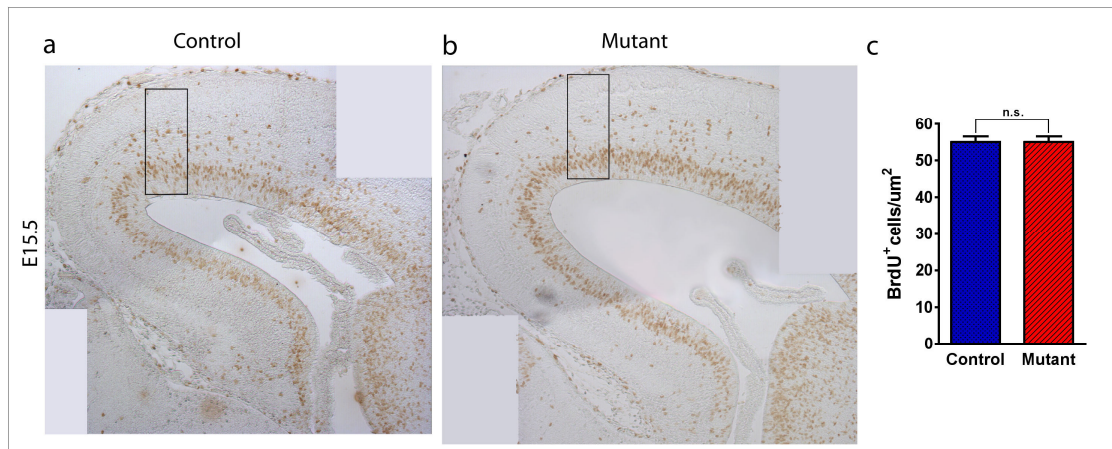 a
Control
b
Mutant
c
E15.5
n.s.
BrdU⁺ cells/um²
60
50
40
30
20
10
0
Control
Mutant